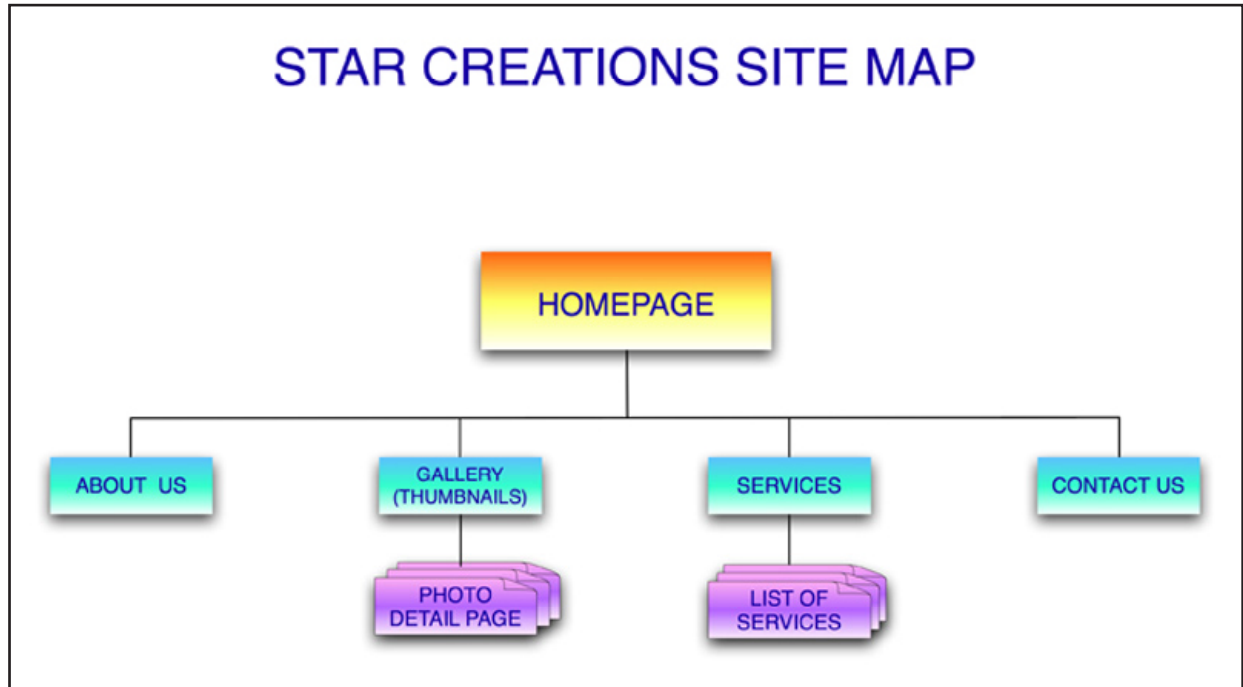 STAR CREATIONS SITE MAP
HOMEPAGE
ABOUT US
GALLERY
(THUMBNAILS)
SERVICES
CONTACT US
PHOTO
DETAIL PAGE
LIST OF
SERVICES